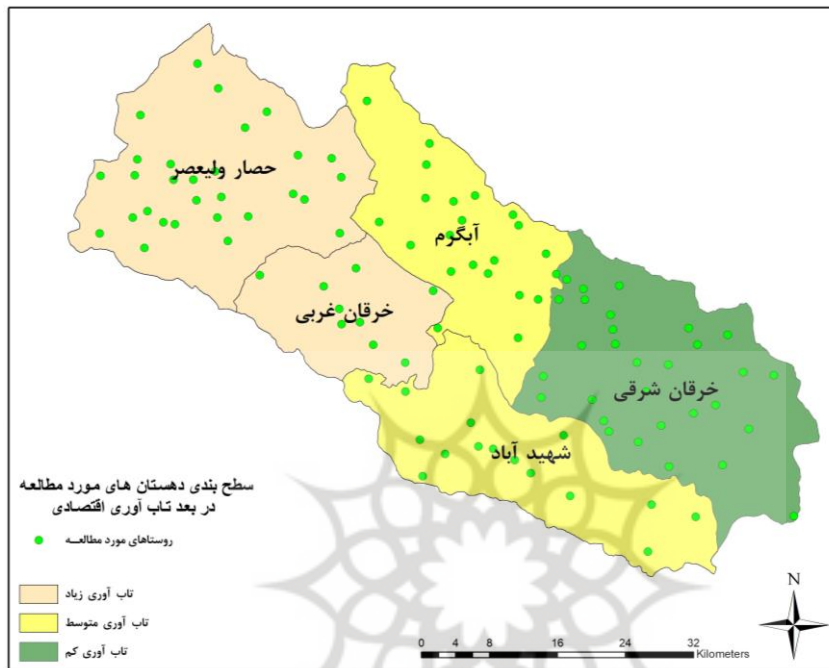 حصار ولیعصر
آبگرم
خرقان غربی
خرقان شرقی
شهید آباد
سطح بندی دهستان های مورد مطالعه
در بعد تاب آوری اقتصادی
روستاهای مورد مطالعه
تاب آوری زیاد
تاب آوری متوسط
تاب آوری کم
N
0 4 8 16 24 32
Kilometers